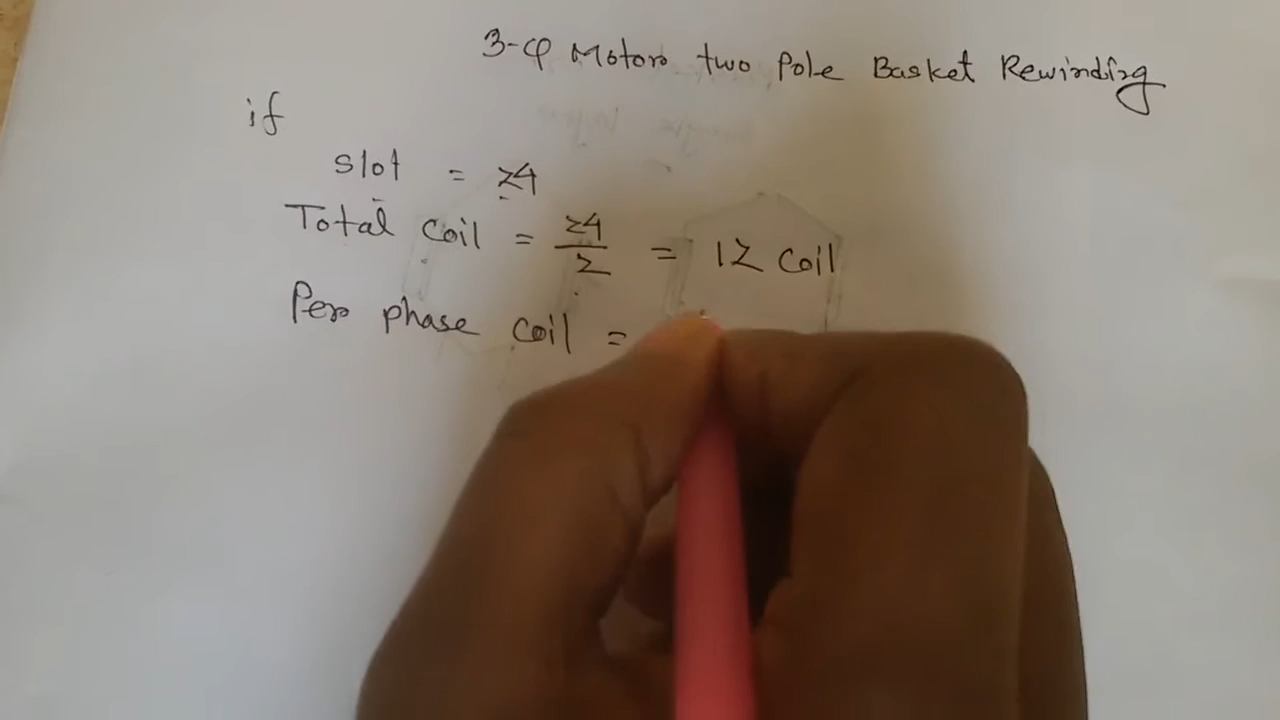 3-φ Motor two Pole Basket Rewinding
if
slot = 24
Total coil = 24/2 = 12 coil
Per phase coil =